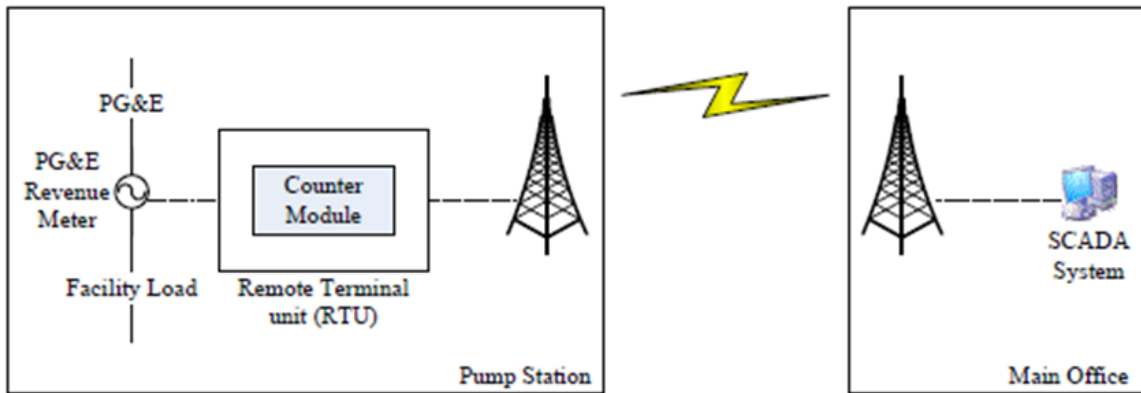 PG&E
PG&E
Revenue
Meter
Facility Load
Counter
Module
Remote Terminal
unit (RTU)
Pump Station
SCADA
System
Main Office